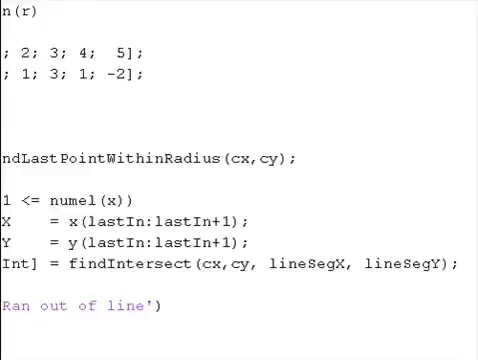 n(r)
; 2; 3; 4; 5];
; 1; 3; 1; -2];
ndLastPointWithinRadius(cx,cy);
1 <= numel(x))
X = x(lastIn:lastIn+1);
Y = y(lastIn:lastIn+1);
Int] = findIntersect(cx,cy, lineSegX, lineSegY);
Ran out of line')